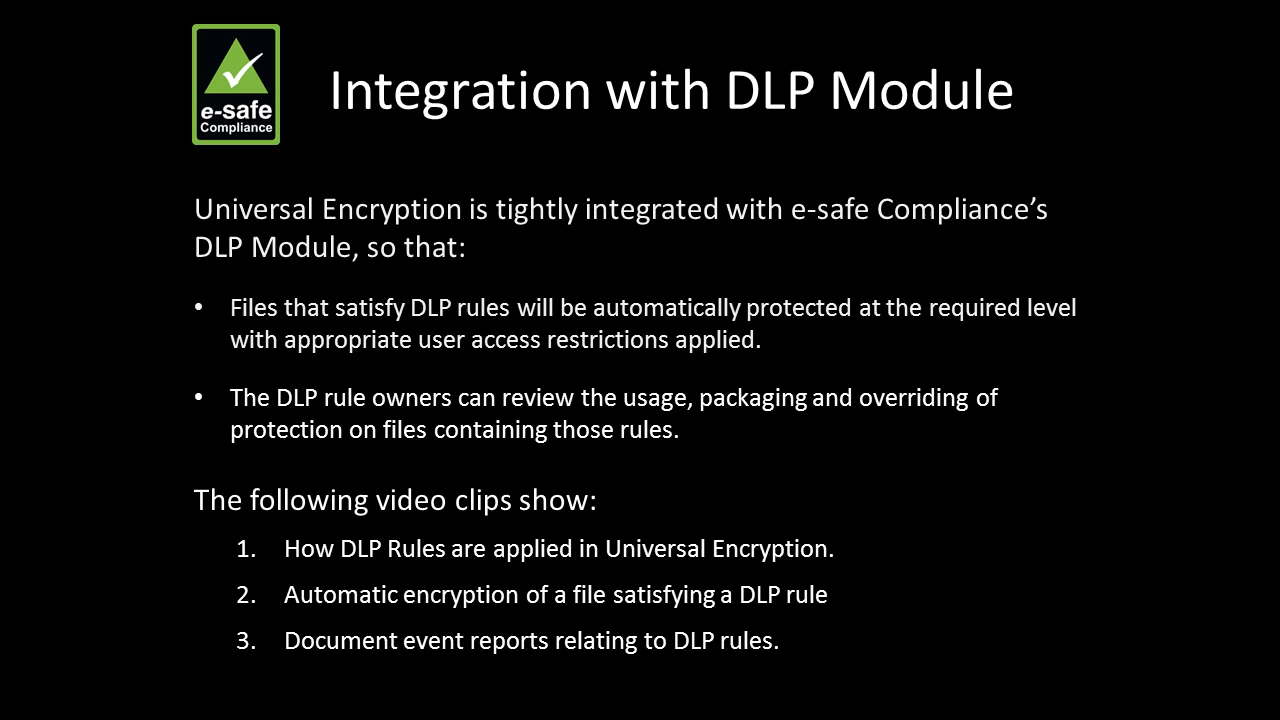 e-safe
Compliance
Integration with DLP Module
Universal Encryption is tightly integrated with e-safe Compliance’s
DLP Module, so that:
• Files that satisfy DLP rules will be automatically protected at the required level
with appropriate user access restrictions applied.
• The DLP rule owners can review the usage, packaging and overriding of
protection on files containing those rules.
The following video clips show:
1. How DLP Rules are applied in Universal Encryption.
2. Automatic encryption of a file satisfying a DLP rule
3. Document event reports relating to DLP rules.